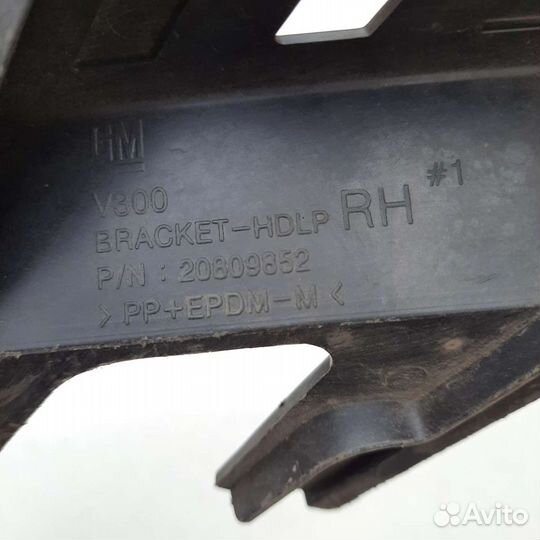 GM
V300
BRACKET-HDLP RH #1
P/N : 20809852
> PP+EPDM-M <
Avito